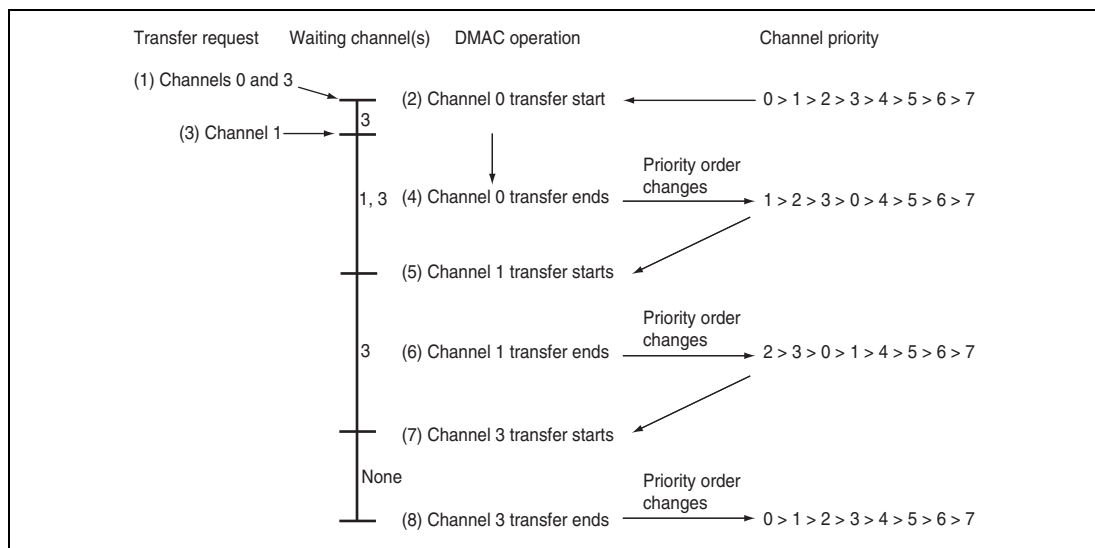 Transfer request Waiting channel(s) DMAC operation Channel priority
(1) Channels 0 and 3
(2) Channel 0 transfer start 0 > 1 > 2 > 3 > 4 > 5 > 6 > 7
3
(3) Channel 1
Priority order
changes
1, 3 (4) Channel 0 transfer ends 1 > 2 > 3 > 0 > 4 > 5 > 6 > 7
(5) Channel 1 transfer starts
Priority order
changes
3 (6) Channel 1 transfer ends 2 > 3 > 0 > 1 > 4 > 5 > 6 > 7
(7) Channel 3 transfer starts
None
Priority order
changes
(8) Channel 3 transfer ends 0 > 1 > 2 > 3 > 4 > 5 > 6 > 7